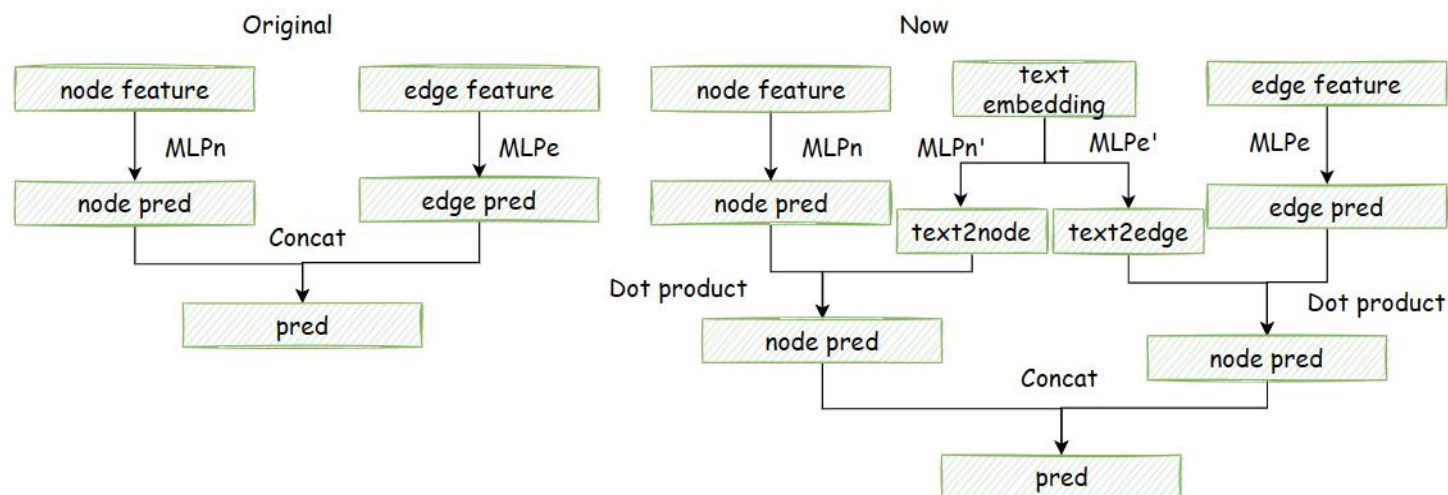 Original
node feature
edge feature
MLPn
MLPe
node pred
edge pred
Concat
pred
Now
node feature
text
embedding
edge feature
MLPn
MLPn'
MLPe'
MLPe
node pred
text2node
text2edge
edge pred
Dot product
Dot product
node pred
node pred
Concat
pred